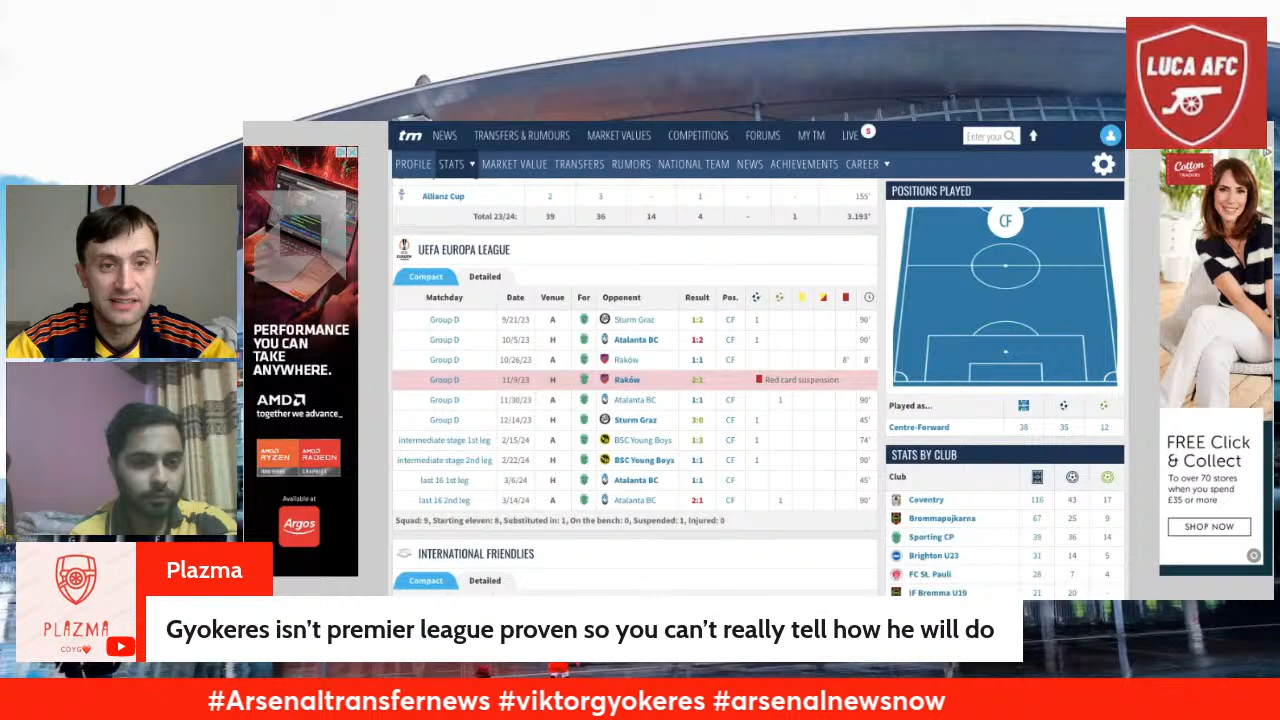 LUCA AFC
tm NEWS TRANSFERS & RUMOURS MARKET VALUES COMPETITIONS FORUMS MY TM LIVE 5 Enter your
PROFILE STATS MARKET VALUE TRANSFERS RUMORS NATIONAL TEAM NEWS ACHIEVEMENTS CAREER
Allianz Cup 2 3 - 1 - - 155'
Total 23/24: 39 36 14 4 - 1 3.193'
UEFA EUROPA LEAGUE
Compact Detailed
Matchday Date Venue For Opponent Result Pos.
Group D 9/21/23 A Sturm Graz 1:2 CF 1 90'
Group D 10/5/23 H Atalanta BC 1:2 CF 1 90'
Group D 10/26/23 A Raków 1:1 CF 8' 8'
Group D 11/9/23 H Raków 2:1 Red card suspension
Group D 11/30/23 A Atalanta BC 1:1 CF 1 90'
Group D 12/14/23 H Sturm Graz 3:0 CF 1 45'
intermediate stage 1st leg 2/15/24 A BSC Young Boys 1:3 CF 1 74'
intermediate stage 2nd leg 2/22/24 H BSC Young Boys 1:1 CF 1 90'
last 16 1st leg 3/6/24 H Atalanta BC 1:1 CF 45'
last 16 2nd leg 3/14/24 A Atalanta BC 2:1 CF 1 90'
Squad: 9, Starting eleven: 8, Substituted in: 1, On the bench: 0, Suspended: 1, Injured: 0
INTERNATIONAL FRIENDLIES
Compact Detailed
POSITIONS PLAYED
CF
Played as...
Centre-Forward 38 35 12
STATS BY CLUB
Club
Coventry 116 43 17
Brommapojkarna 67 25 9
Sporting CP 39 36 14
Brighton U23 31 14 5
FC St. Pauli 28 7 4
IF Bromma U19 21 20 -
PERFORMANCE
YOU CAN
TAKE
ANYWHERE.
AMD
together we advance_
AMD RYZEN
AMD RADEON
GRAPHICS
Available at
Argos
Cotton
TRADERS
FREE Click
& Collect
To over 70 stores
when you spend
£35 or more
SHOP NOW
PLAZMA
COYG
Plazma
Gyokeres isn't premier league proven so you can't really tell how he will do
#Arsenaltransfernews #viktorgyokeres #arsenalnewsnow